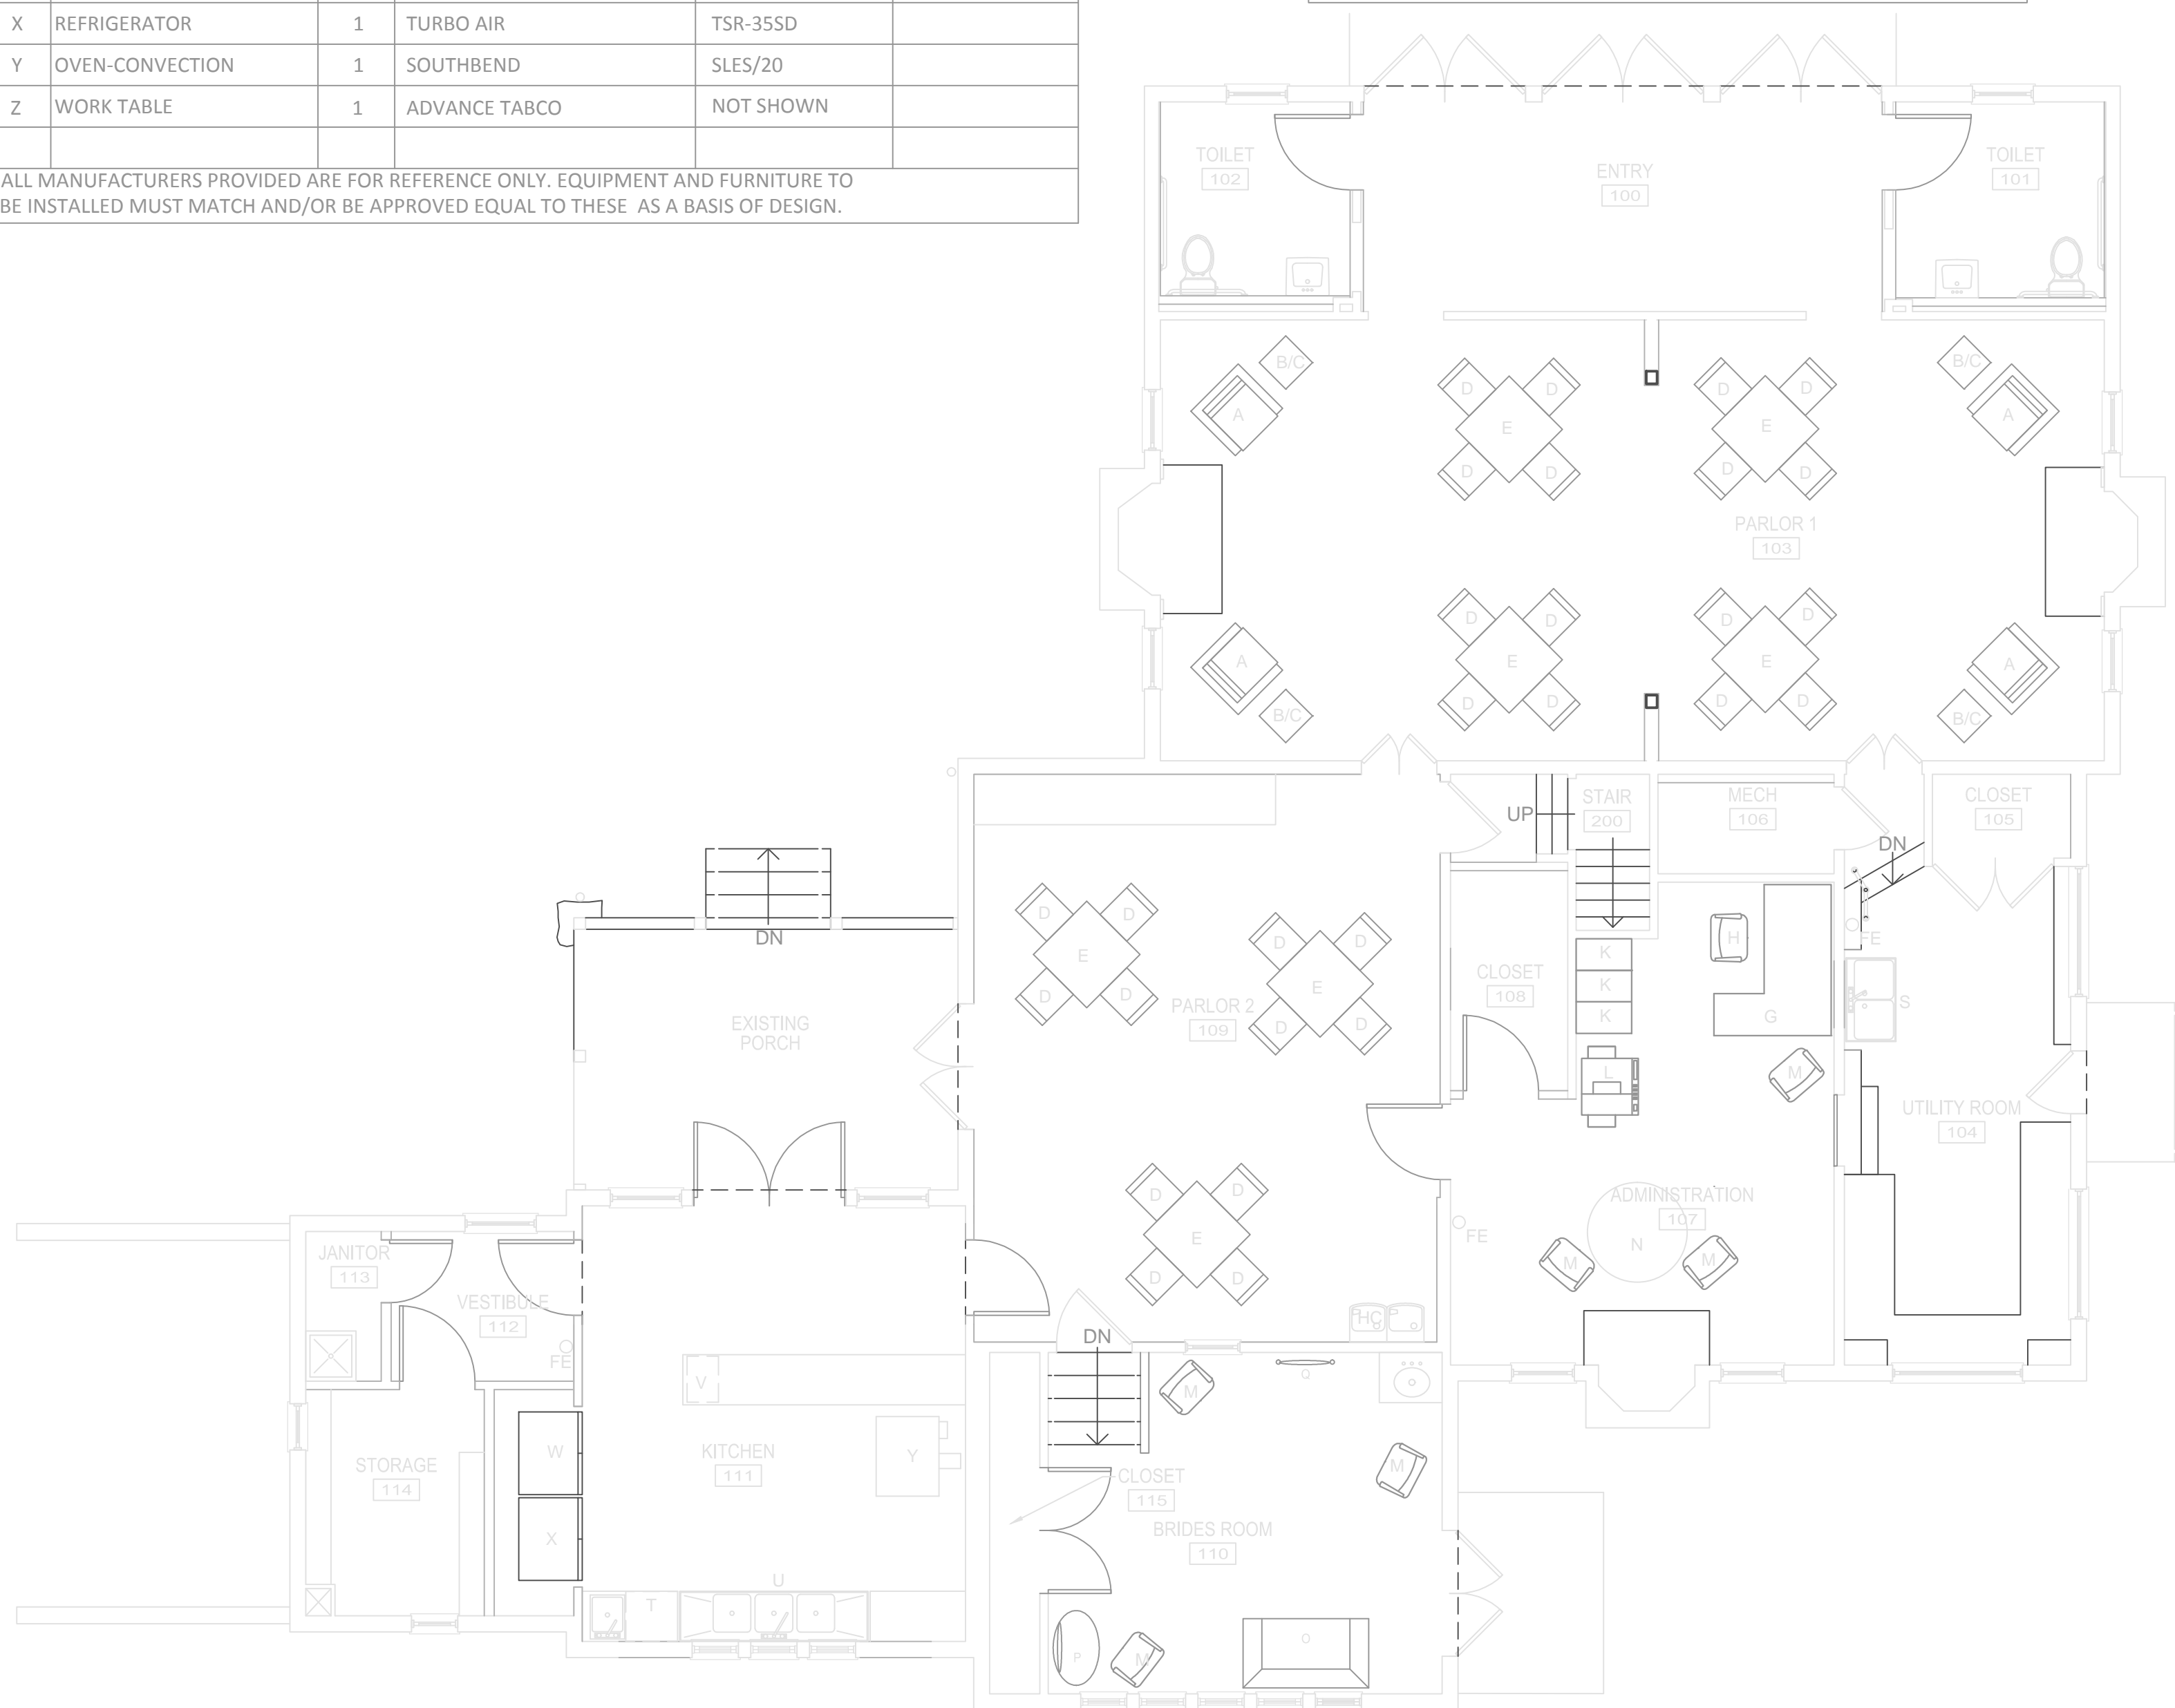 X REFRIGERATOR 1 TURBO AIR TSR-35SD
Y OVEN-CONVECTION 1 SOUTHBEND SLES/20
Z WORK TABLE 1 ADVANCE TABCO NOT SHOWN
ALL MANUFACTURERS PROVIDED ARE FOR REFERENCE ONLY. EQUIPMENT AND FURNITURE TO
BE INSTALLED MUST MATCH AND/OR BE APPROVED EQUAL TO THESE AS A BASIS OF DESIGN.
TOILET
102
ENTRY
100
TOILET
101
B/C
A
D
D
E
D
D
D
D
E
D
D
B/C
A
PARLOR 1
103
A
B/C
D
D
E
D
D
D
D
E
D
D
A
B/C
UP
STAIR
200
MECH
106
CLOSET
105
DN
DN
EXISTING
PORCH
D
D
E
D
D
D
D
E
D
D
PARLOR 2
109
CLOSET
108
K
K
K
L
H
G
M
FE
S
UTILITY ROOM
104
ADMINISTRATION
107
N
M
M
FE
D
D
E
D
D
HC
JANITOR
113
VESTIBULE
112
FE
DN
V
KITCHEN
111
Y
W
X
STORAGE
114
U
T
M
Q
M
CLOSET
115
BRIDES ROOM
110
P
M
O